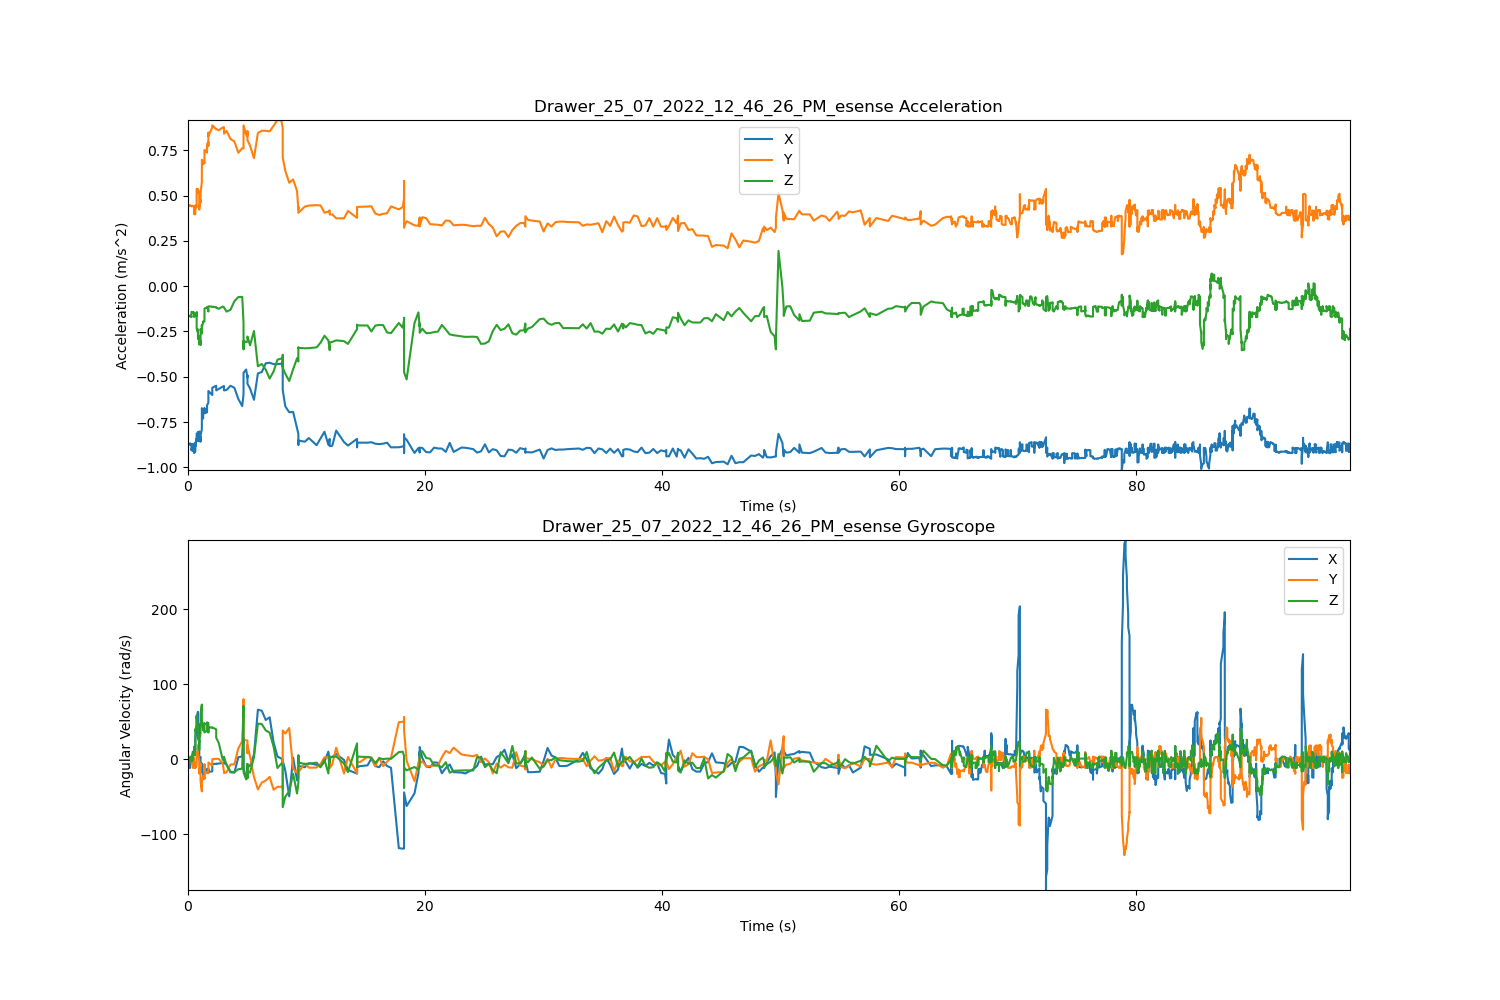 Drawer_25_07_2022_12_46_26_PM_esense Acceleration
X
Y
Z
Acceleration (m/s^2)
0.75
0.50
0.25
0.00
−0.25
−0.50
−0.75
−1.00
0 20 40 60 80
Time (s)
Drawer_25_07_2022_12_46_26_PM_esense Gyroscope
X
Y
Z
Angular Velocity (rad/s)
200
100
0
−100
0 20 40 60 80
Time (s)